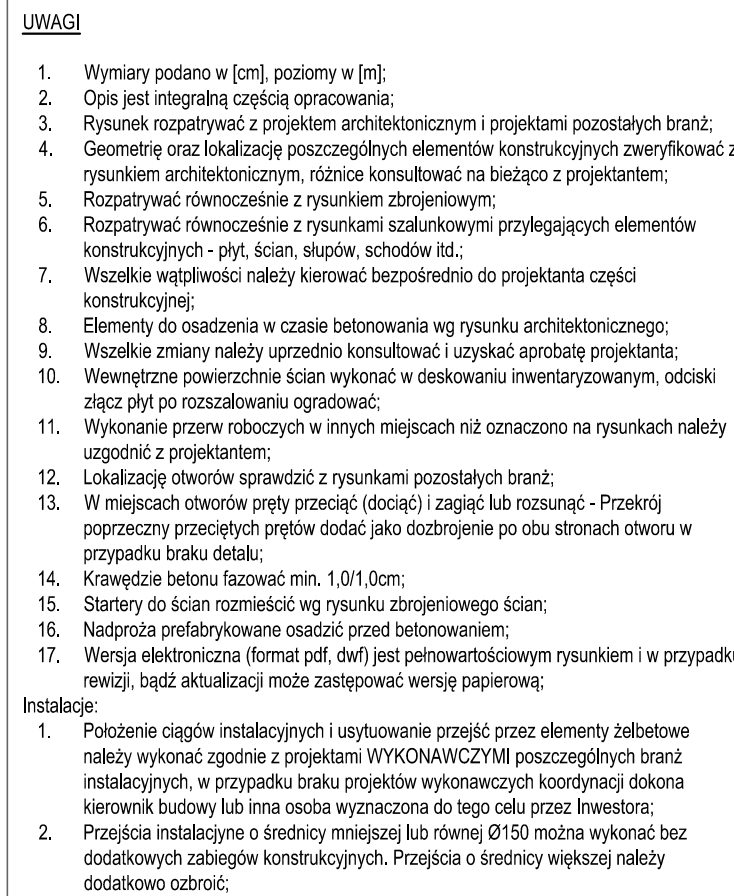 UWAGI
1. Wymiary podano w [cm], poziomy w [m];
2. Opis jest integralną częścią opracowania;
3. Rysunek rozpatrywać z projektem architektonicznym i projektami pozostałych branż;
4. Geometrię oraz lokalizację poszczególnych elementów konstrukcyjnych zweryfikować z
rysunkiem architektonicznym, różnice konsultować na bieżąco z projektantem;
5. Rozpatrywać równocześnie z rysunkiem zbrojeniowym;
6. Rozpatrywać równocześnie z rysunkami szalunkowymi przylegających elementów
konstrukcyjnych - płyt, ścian, słupów, schodów itd.;
7. Wszelkie wątpliwości należy kierować bezpośrednio do projektanta części
konstrukcyjnej;
8. Elementy do osadzenia w czasie betonowania wg rysunku architektonicznego;
9. Wszelkie zmiany należy uprzednio konsultować i uzyskać aprobatę projektanta;
10. Wewnętrzne powierzchnie ścian wykonać w deskowaniu inwentaryzowanym, odciski
złącz płyt po rozszalowaniu ogradować;
11. Wykonanie przerw roboczych w innych miejscach niż oznaczono na rysunkach należy
uzgodnić z projektantem;
12. Lokalizację otworów sprawdzić z rysunkami pozostałych branż;
13. W miejscach otworów pręty przeciąć (dociąć) i zagiąć lub rozsunąć - Przekrój
poprzeczny przeciętych prętów dodać jako dozbrojenie po obu stronach otworu w
przypadku braku detalu;
14. Krawędzie betonu fazować min. 1,0/1,0cm;
15. Startery do ścian rozmieścić wg rysunku zbrojeniowego ścian;
16. Nadproża prefabrykowane osadzić przed betonowaniem;
17. Wersja elektroniczna (format pdf, dwf) jest pełnowartościowym rysunkiem i w przypadku
rewizji, bądź aktualizacji może zastępować wersję papierową;
Instalacje:
1. Położenie ciągów instalacyjnych i usytuowanie przejść przez elementy żelbetowe
należy wykonać zgodnie z projektami WYKONAWCZYMI poszczególnych branż
instalacyjnych, w przypadku braku projektów wykonawczych koordynacji dokona
kierownik budowy lub inna osoba wyznaczona do tego celu przez Inwestora;
2. Przejścia instalacyjne o średnicy mniejszej lub równej Ø150 można wykonać bez
dodatkowych zabiegów konstrukcyjnych. Przejścia o średnicy większej należy
dodatkowo ozbroić;